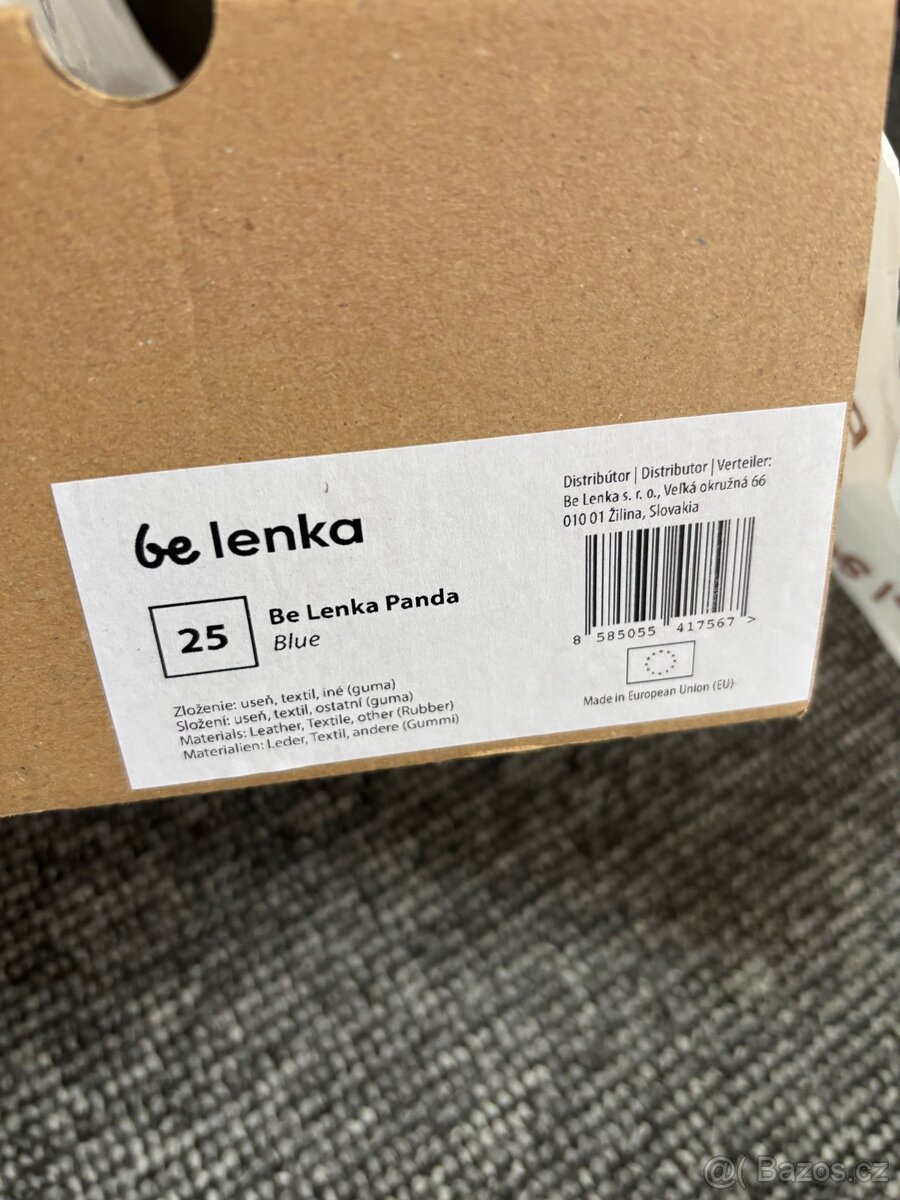 be lenka
25
Be Lenka Panda
Blue
Zloženie: useň, textil, iné (guma)
Složení: useň, textil, ostatní (guma)
Materials: Leather, Textile, other (Rubber)
Materialien: Leder, Textil, andere (Gummi)
Distribútor | Distributor | Verteiler:
Be Lenka s. r. o., Veľká okružná 66
010 01 Žilina, Slovakia
8 585055 417567 >
Made in European Union (EU)
@( Bazos.cz